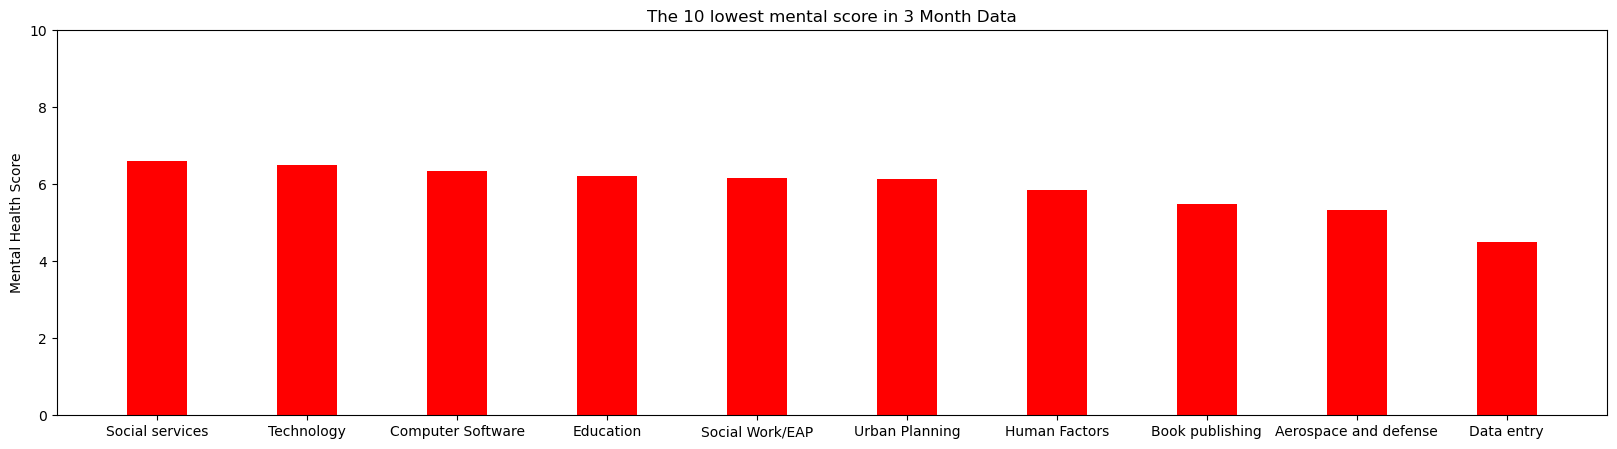 The 10 lowest mental score in 3 Month Data
Mental Health Score
10
8
6
4
2
0
Social services Technology Computer Software Education Social Work/EAP Urban Planning Human Factors Book publishing Aerospace and defense Data entry